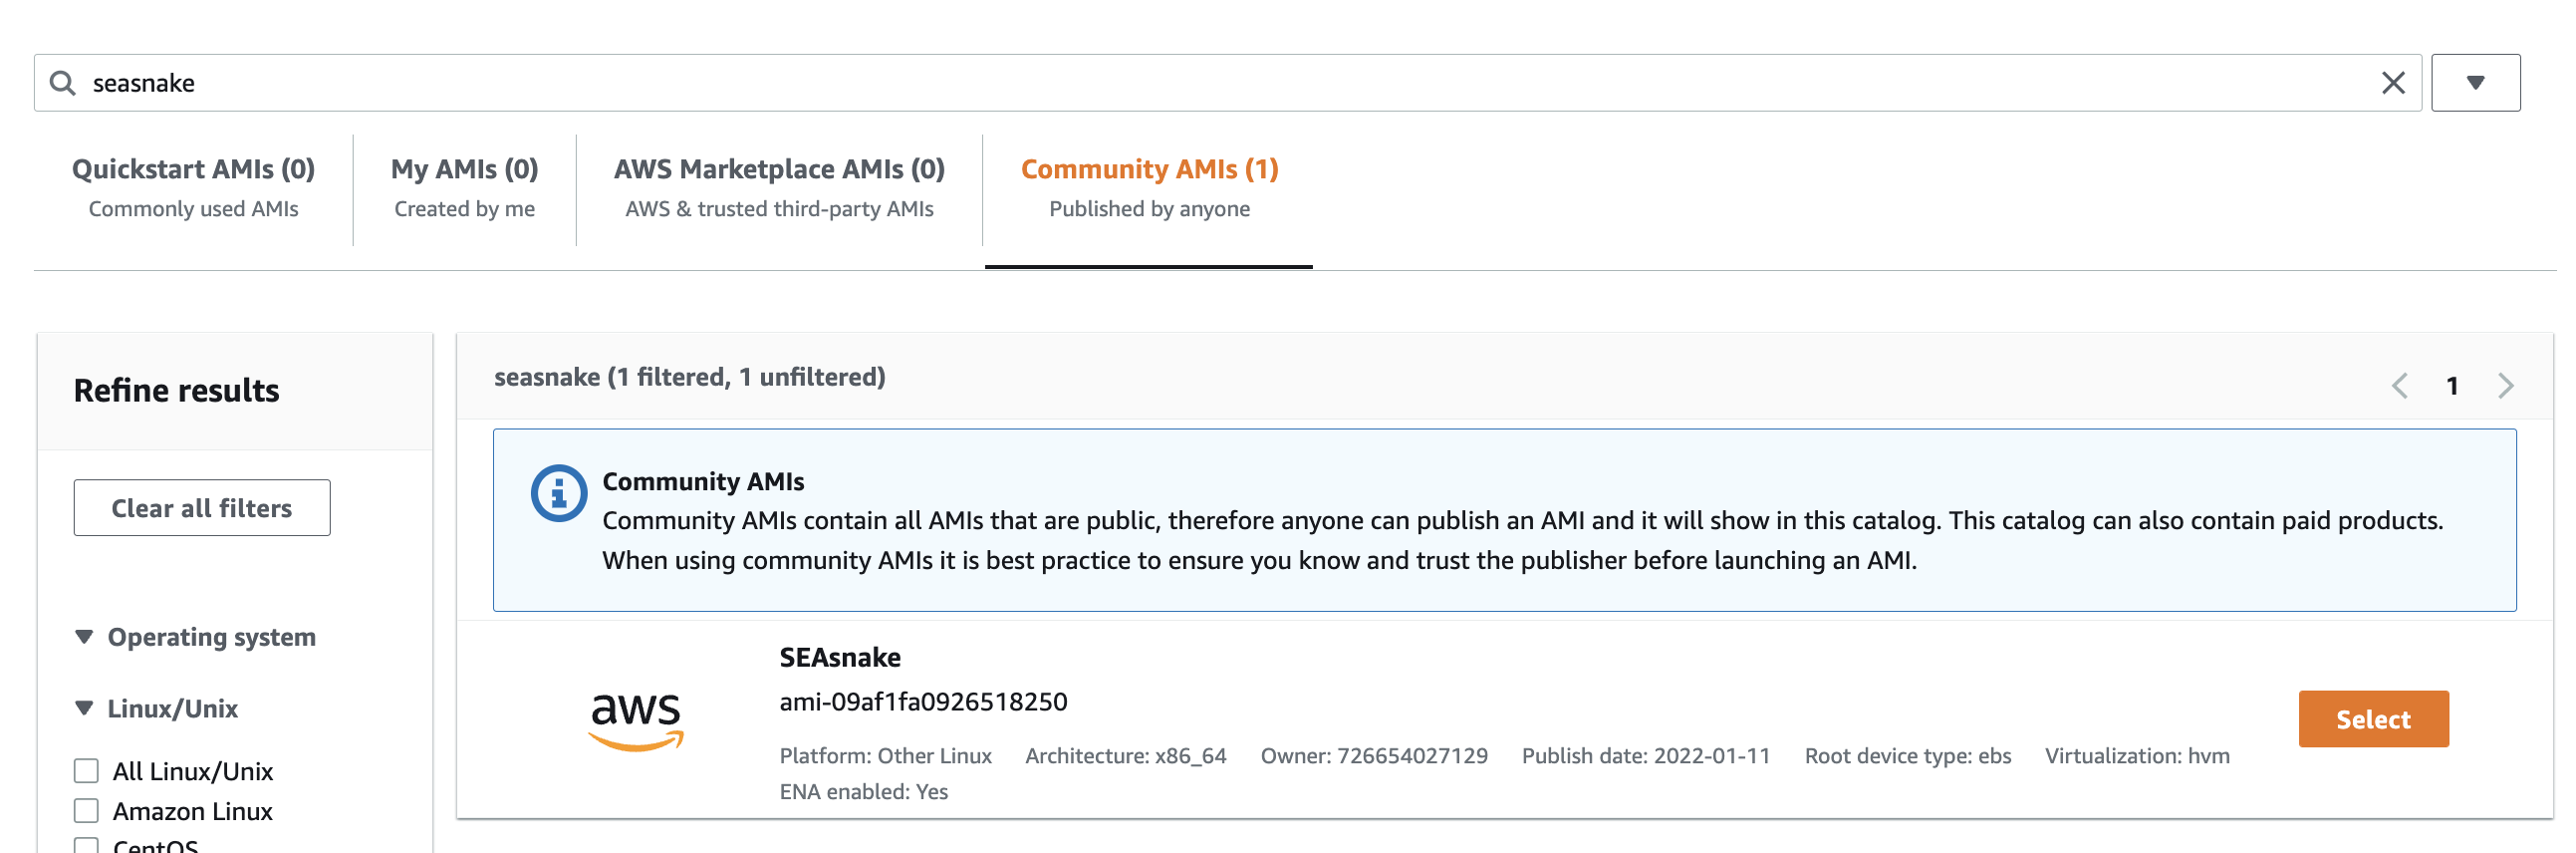 seasnake
Quickstart AMIs (0)
Commonly used AMIs
My AMIs (0)
Created by me
AWS Marketplace AMIs (0)
AWS & trusted third-party AMIs
Community AMIs (1)
Published by anyone
Refine results
Clear all filters
Operating system
Linux/Unix
All Linux/Unix
Amazon Linux
CentOS
seasnake (1 filtered, 1 unfiltered)
1
Community AMIs
Community AMIs contain all AMIs that are public, therefore anyone can publish an AMI and it will show in this catalog. This catalog can also contain paid products.
When using community AMIs it is best practice to ensure you know and trust the publisher before launching an AMI.
aws
SEAsnake
ami-09af1fa0926518250
Platform: Other Linux Architecture: x86_64 Owner: 726654027129 Publish date: 2022-01-11 Root device type: ebs Virtualization: hvm
ENA enabled: Yes
Select